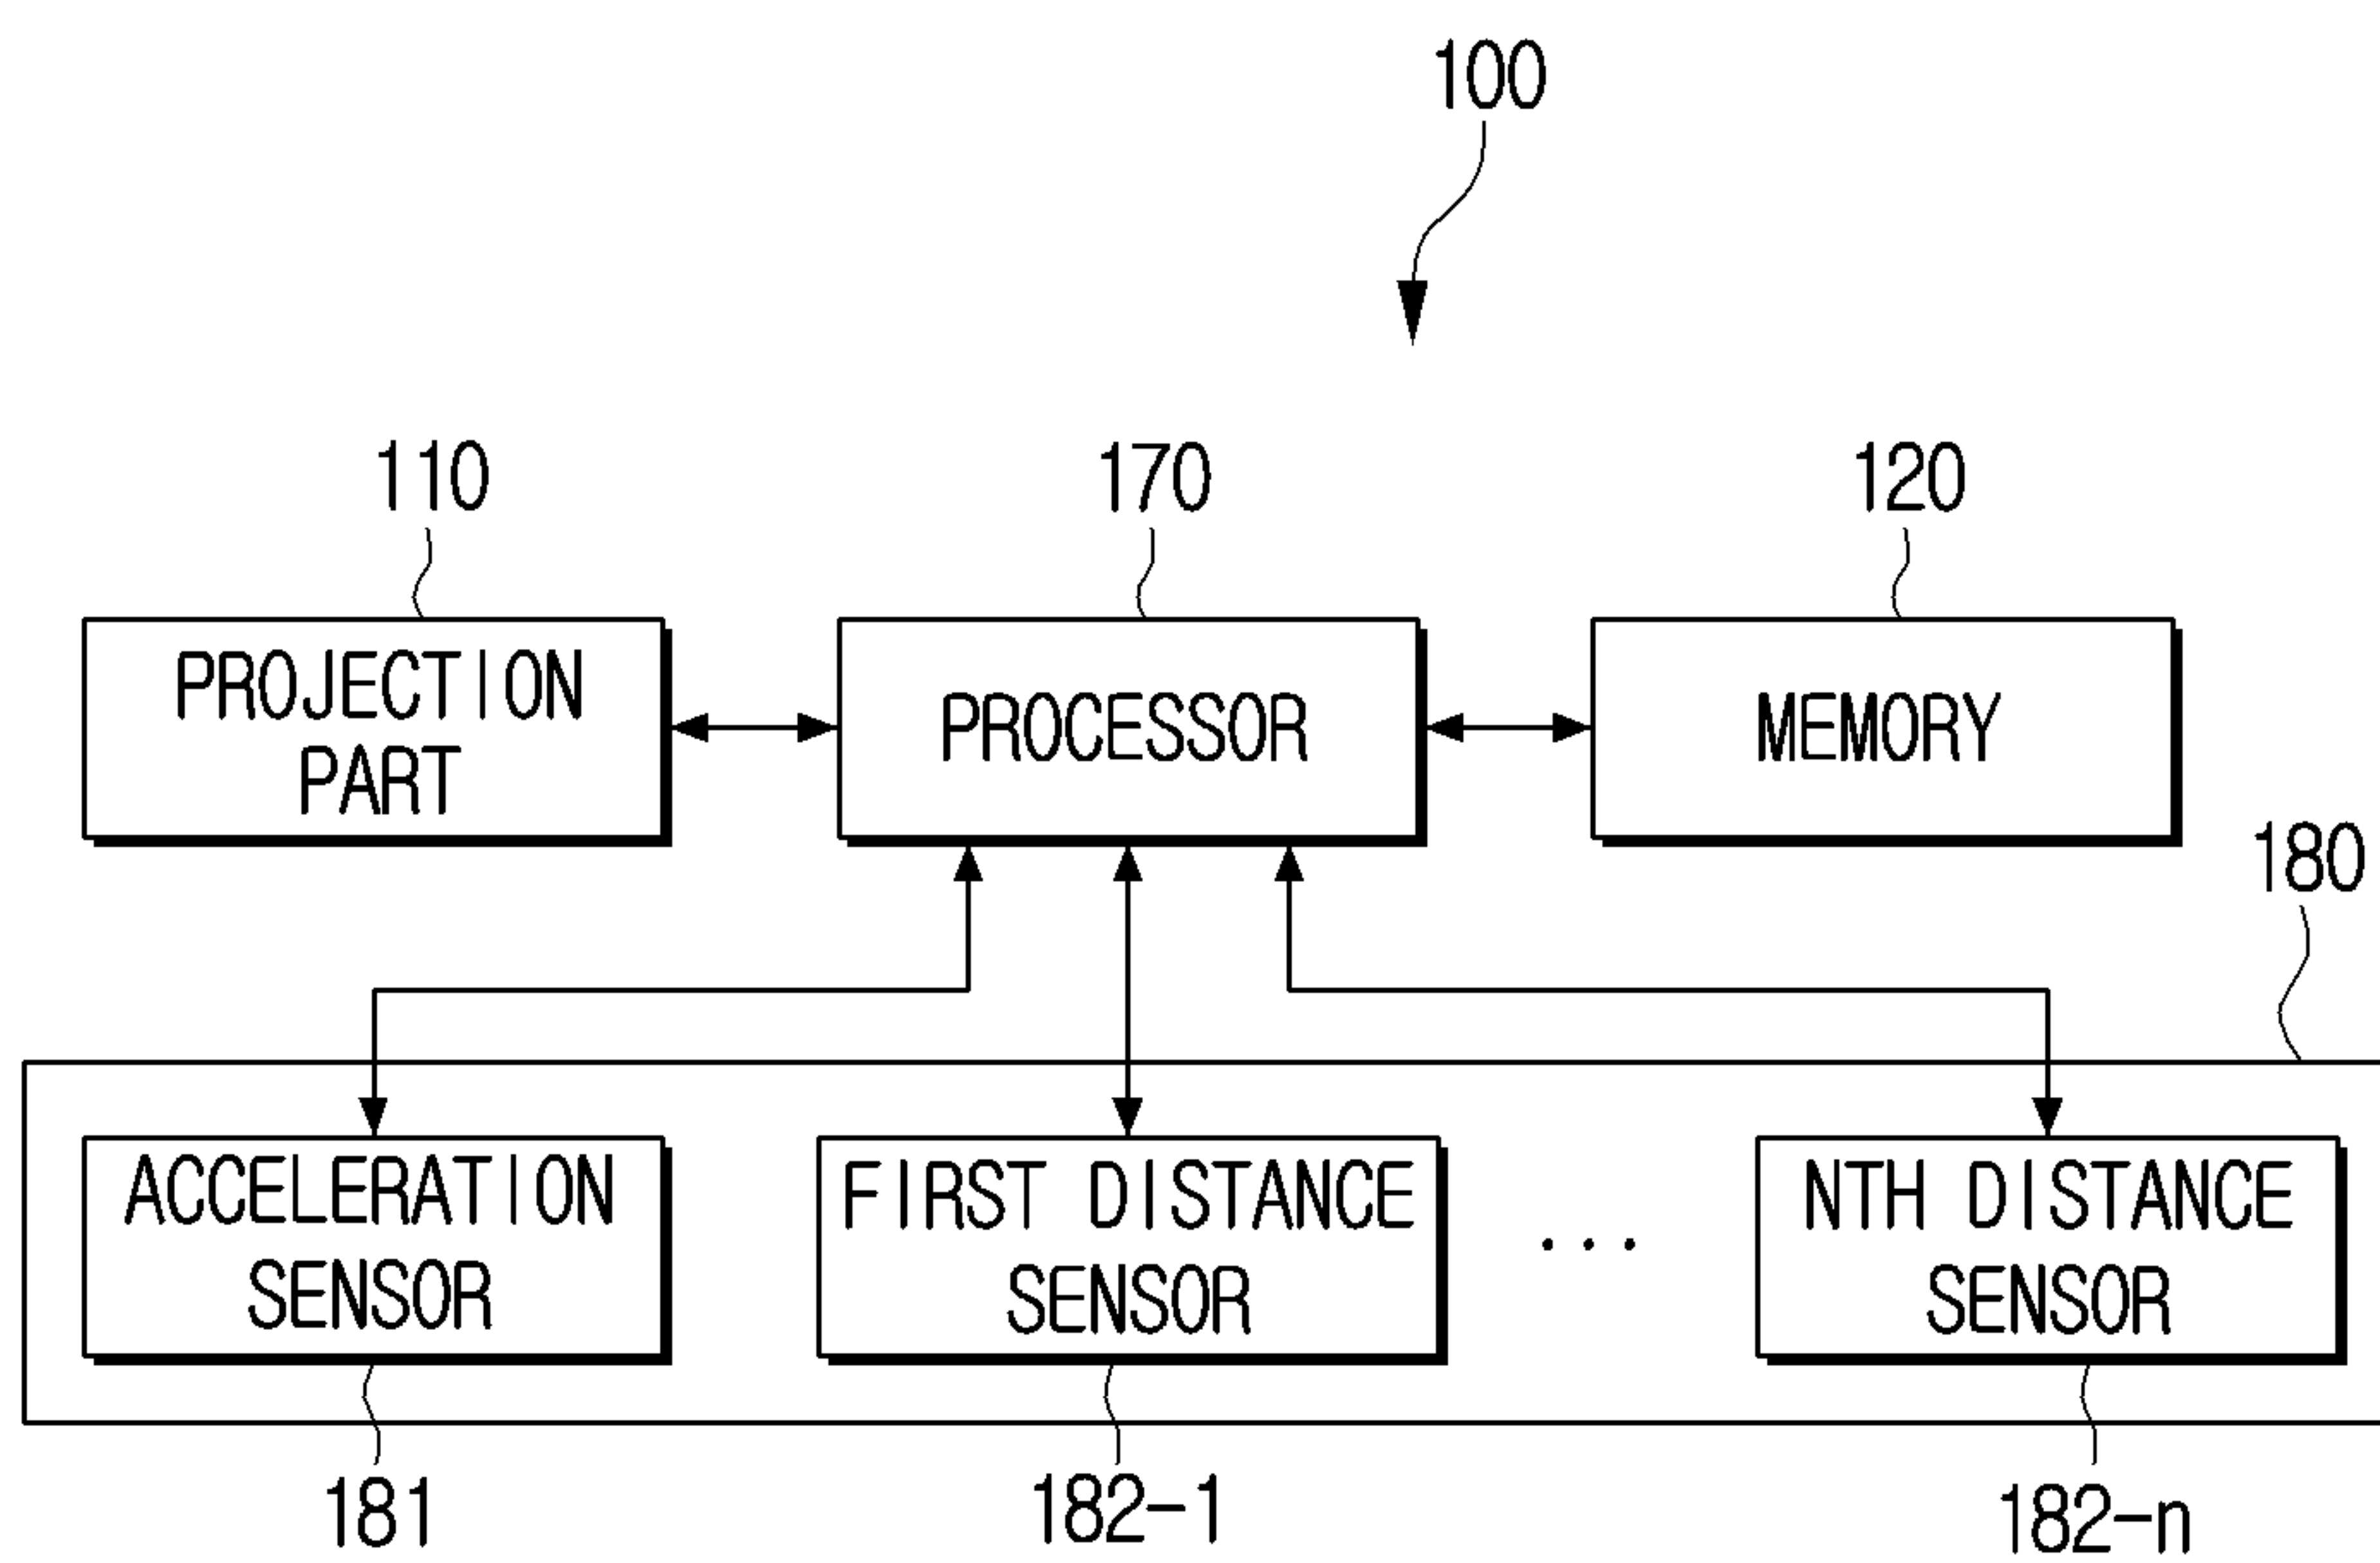 100
110
170
120
PROJECTION
PART
PROCESSOR
MEMORY
180
ACCELERATION
SENSOR
FIRST DISTANCE
SENSOR
...
NTH DISTANCE
SENSOR
181
182-1
182-n